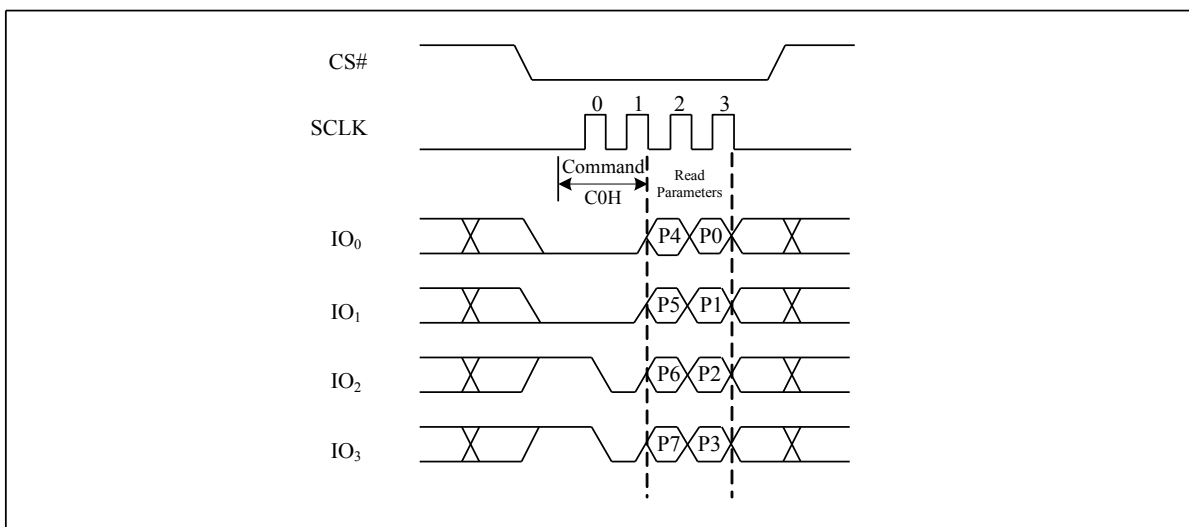 CS#
0 1 2 3
SCLK
Command
C0H
Read
Parameters
IO₀ P4 P0
IO₁ P5 P1
IO₂ P6 P2
IO₃ P7 P3